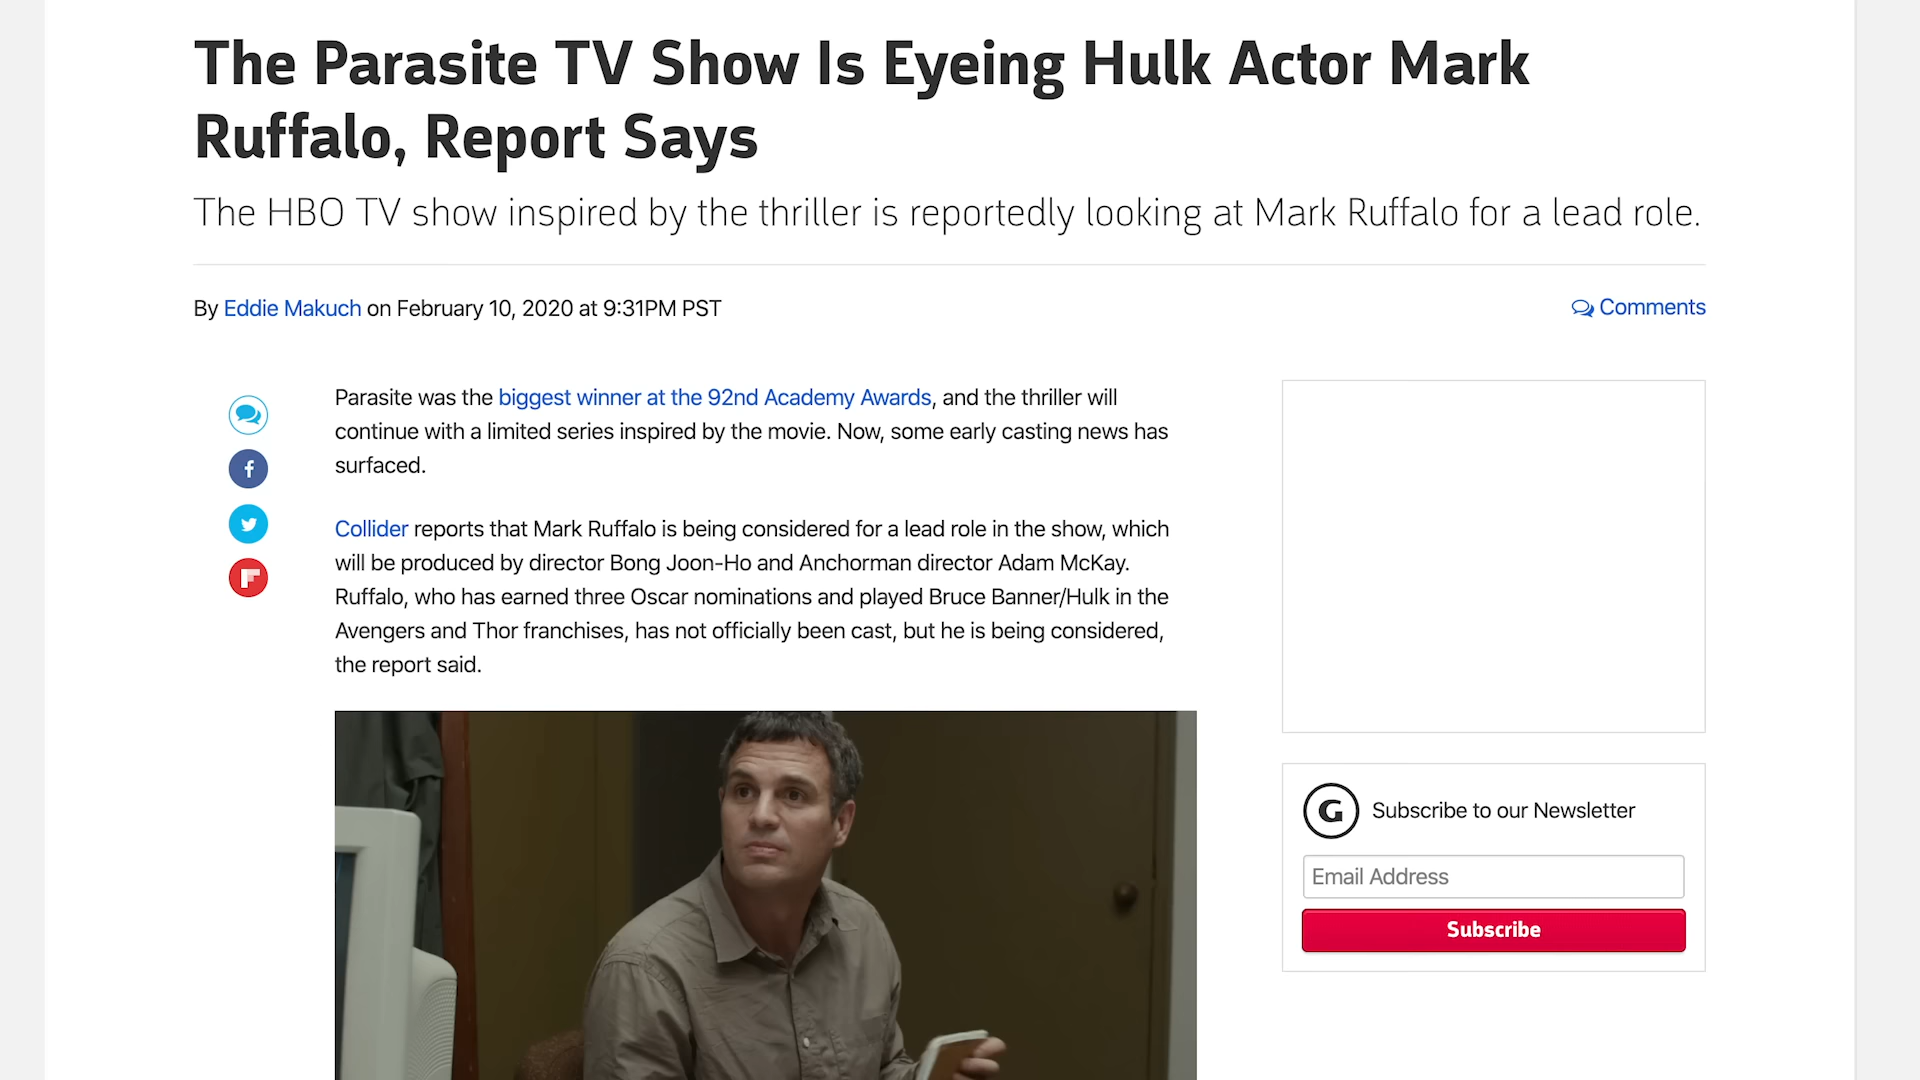 The Parasite TV Show Is Eyeing Hulk Actor Mark
Ruffalo, Report Says
The HBO TV show inspired by the thriller is reportedly looking at Mark Ruffalo for a lead role.
By Eddie Makuch on February 10, 2020 at 9:31PM PST
Comments
Parasite was the biggest winner at the 92nd Academy Awards, and the thriller will
continue with a limited series inspired by the movie. Now, some early casting news has
surfaced.
Collider reports that Mark Ruffalo is being considered for a lead role in the show, which
will be produced by director Bong Joon-Ho and Anchorman director Adam McKay.
Ruffalo, who has earned three Oscar nominations and played Bruce Banner/Hulk in the
Avengers and Thor franchises, has not officially been cast, but he is being considered,
the report said.
G Subscribe to our Newsletter
Email Address
Subscribe